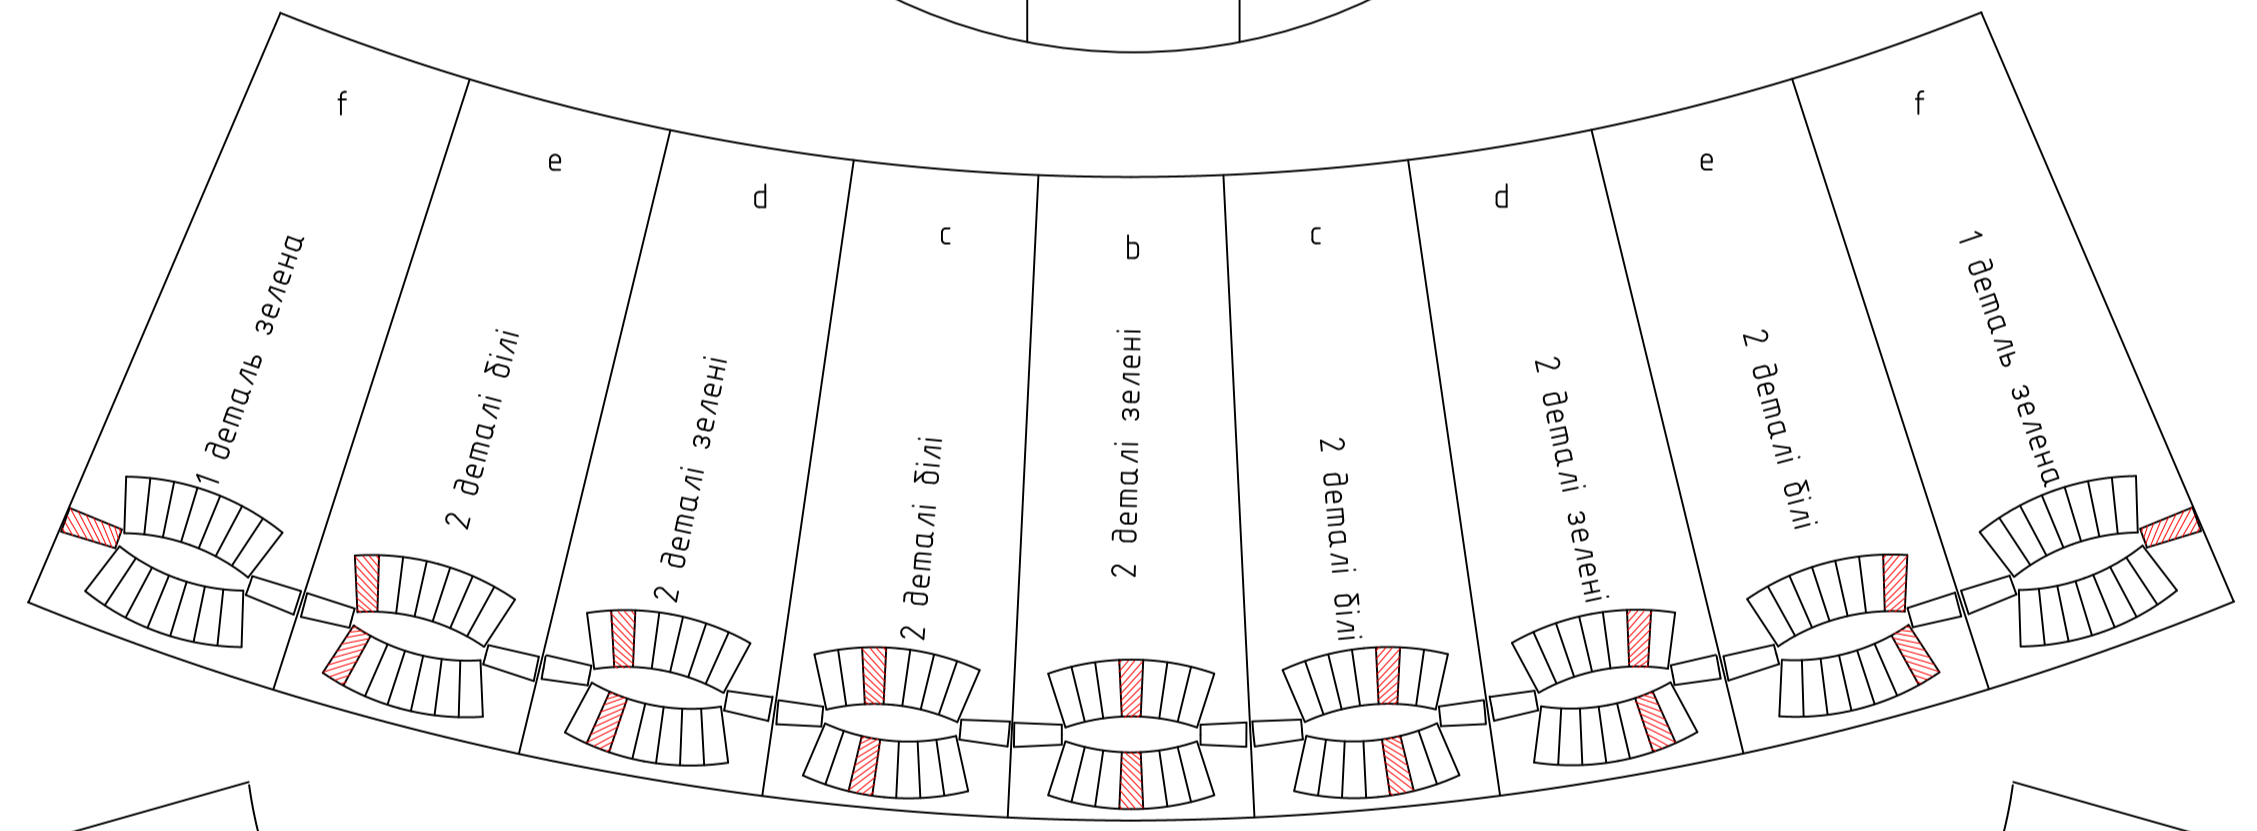 f
1 деталь зелена
e
2 деталі білі
d
2 деталі зелені
c
2 деталі білі
b
2 деталі зелені
c
2 деталі білі
d
2 деталі зелені
e
2 деталі білі
f
1 деталь зелена